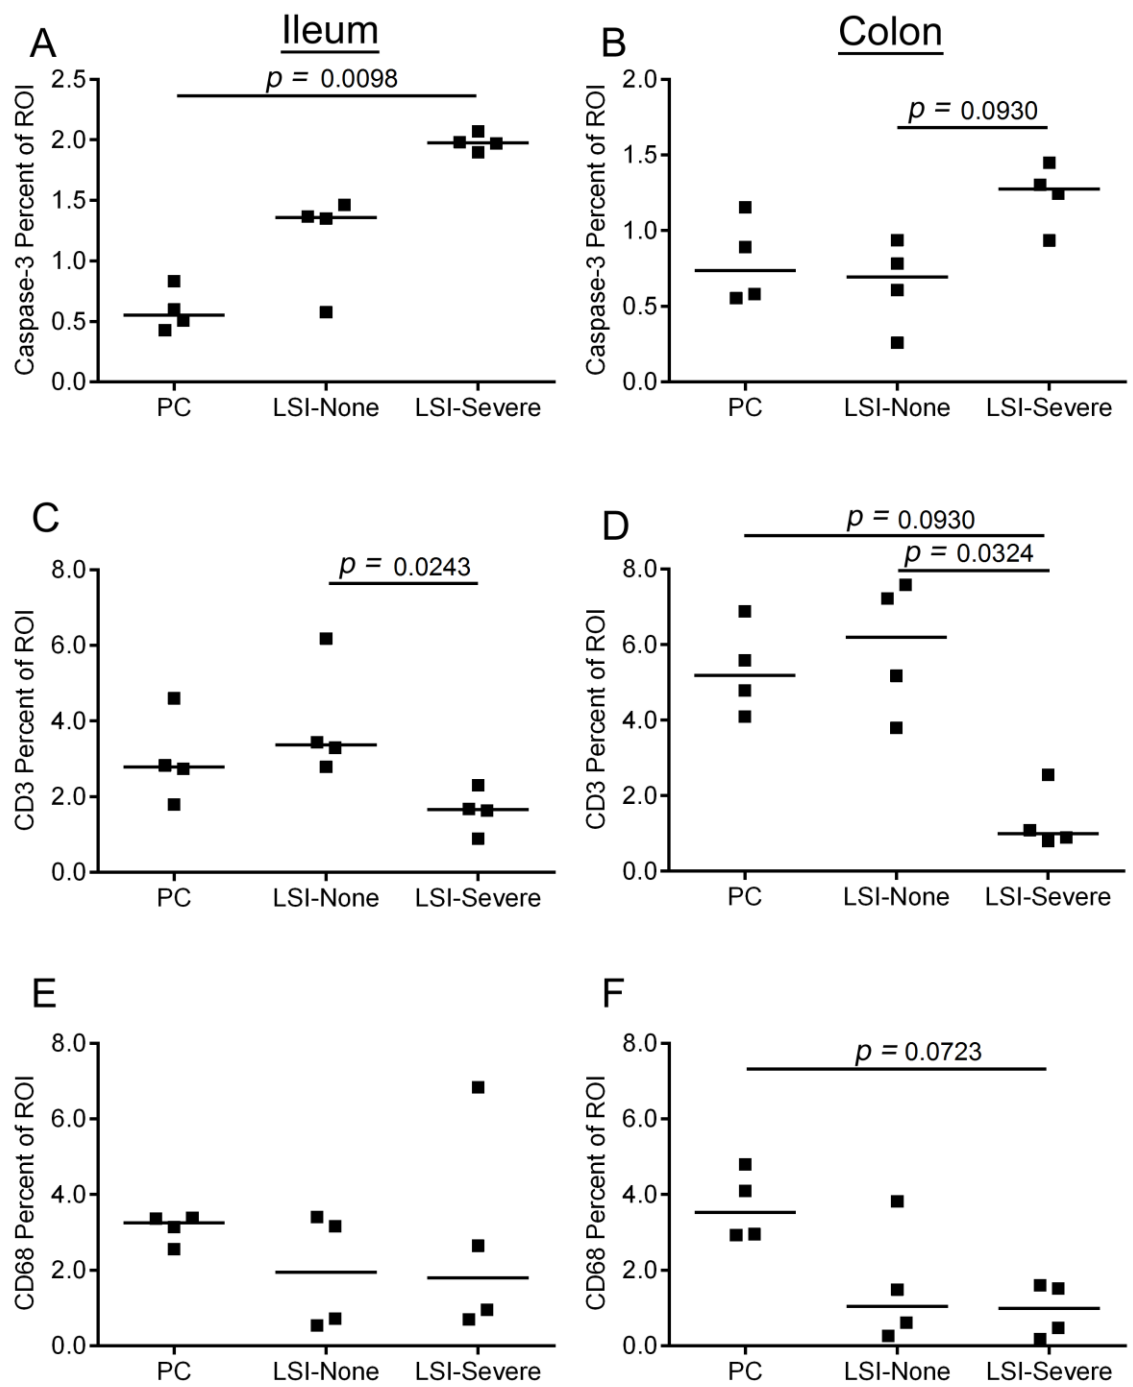 A
Ileum
p = 0.0098
2.5
2.0
1.5
1.0
0.5
0.0
Caspase-3 Percent of ROI
PC LSI-None LSI-Severe
B
Colon
p = 0.0930
2.0
1.5
1.0
0.5
0.0
Caspase-3 Percent of ROI
PC LSI-None LSI-Severe
C
p = 0.0243
8.0
6.0
4.0
2.0
0.0
CD3 Percent of ROI
PC LSI-None LSI-Severe
D
p = 0.0930
p = 0.0324
8.0
6.0
4.0
2.0
0.0
CD3 Percent of ROI
PC LSI-None LSI-Severe
E
8.0
6.0
4.0
2.0
0.0
CD68 Percent of ROI
PC LSI-None LSI-Severe
F
p = 0.0723
8.0
6.0
4.0
2.0
0.0
CD68 Percent of ROI
PC LSI-None LSI-Severe